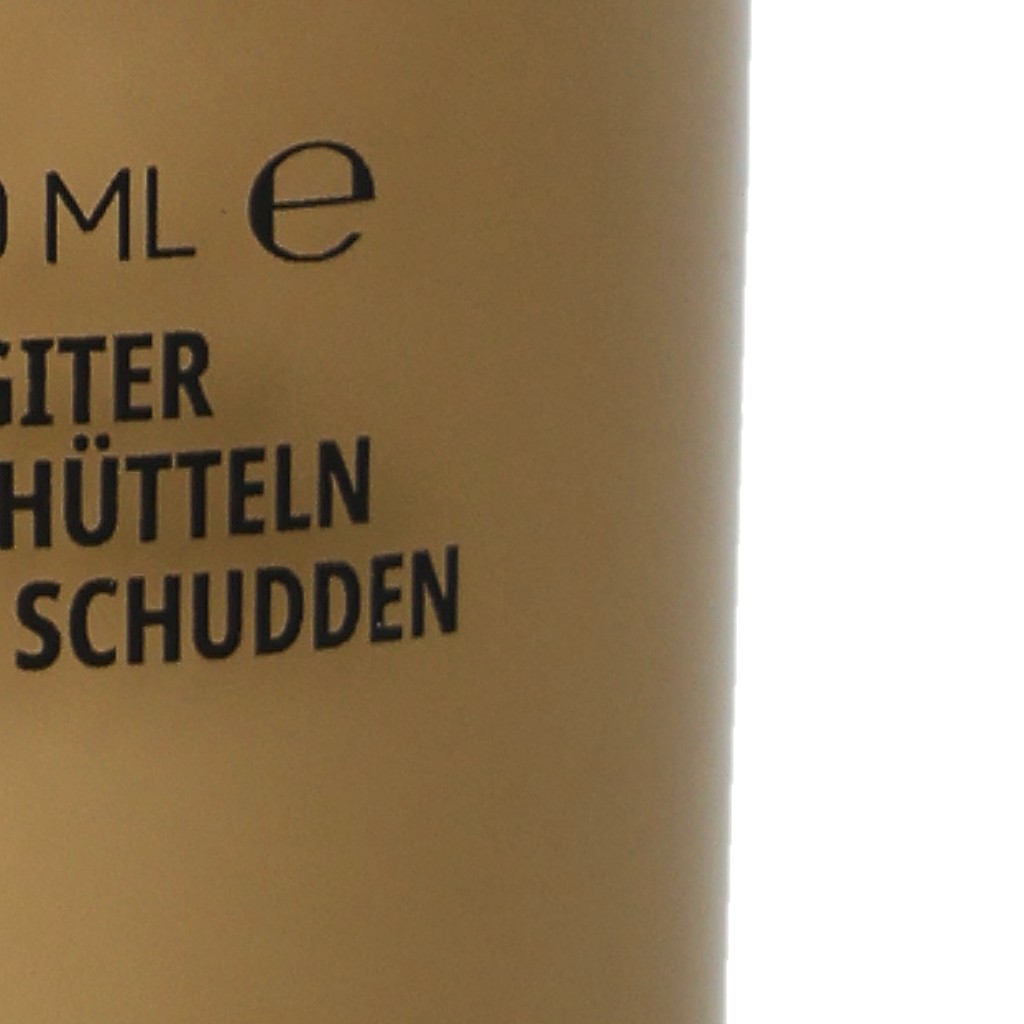 ML e
GITER
HÜTTELN
SCHUDDEN